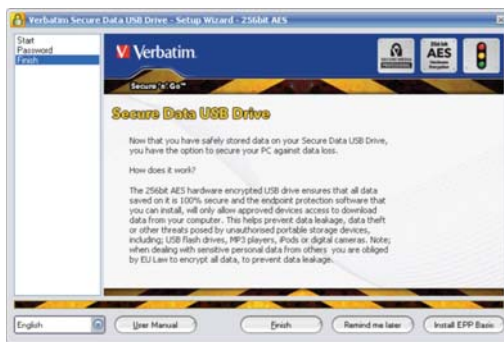 Verbatim Secure Data USB Drive - Setup Wizard - 256bit AES
Start
Password
Finish
Verbatim
AES
Secure 'n' Go™
Secure Data USB Drive
Now that you have safely stored data on your Secure Data USB Drive,
you have the option to secure your PC against data loss.
How does it work?
The 256bit AES hardware encrypted USB drive ensures that all data
saved on it is 100% secure and the endpoint protection software that
you can install, will only allow approved devices access to download
data from your computer. This helps prevent data leakage, data theft
or other threats posed by unauthorised portable storage devices,
including; USB flash drives, MP3 players, iPods or digital cameras. Note;
when dealing with sensitive personal data from others you are obliged
by EU Law to encrypt all data, to prevent data leakage.
English
User Manual
Finish
Remind me later
Install EPP Basic